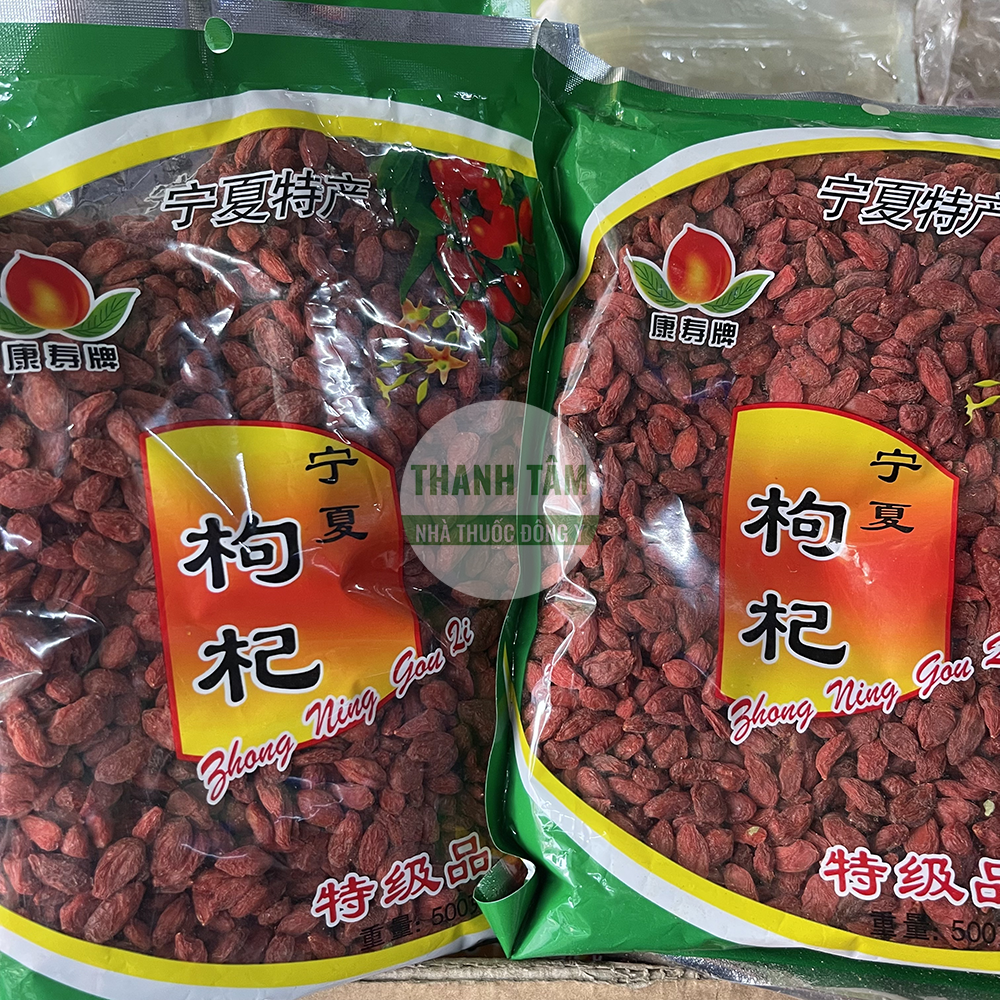 宁夏特产
康寿牌
宁夏
枸杞
Zhong Ning Gou Qi
特级品
重量: 500
宁夏特产
康寿牌
宁夏
枸杞
Zhong Ning Gou
特级品
重量: 500
THANH TÂM
NHÀ THUỐC ĐÔNG Y